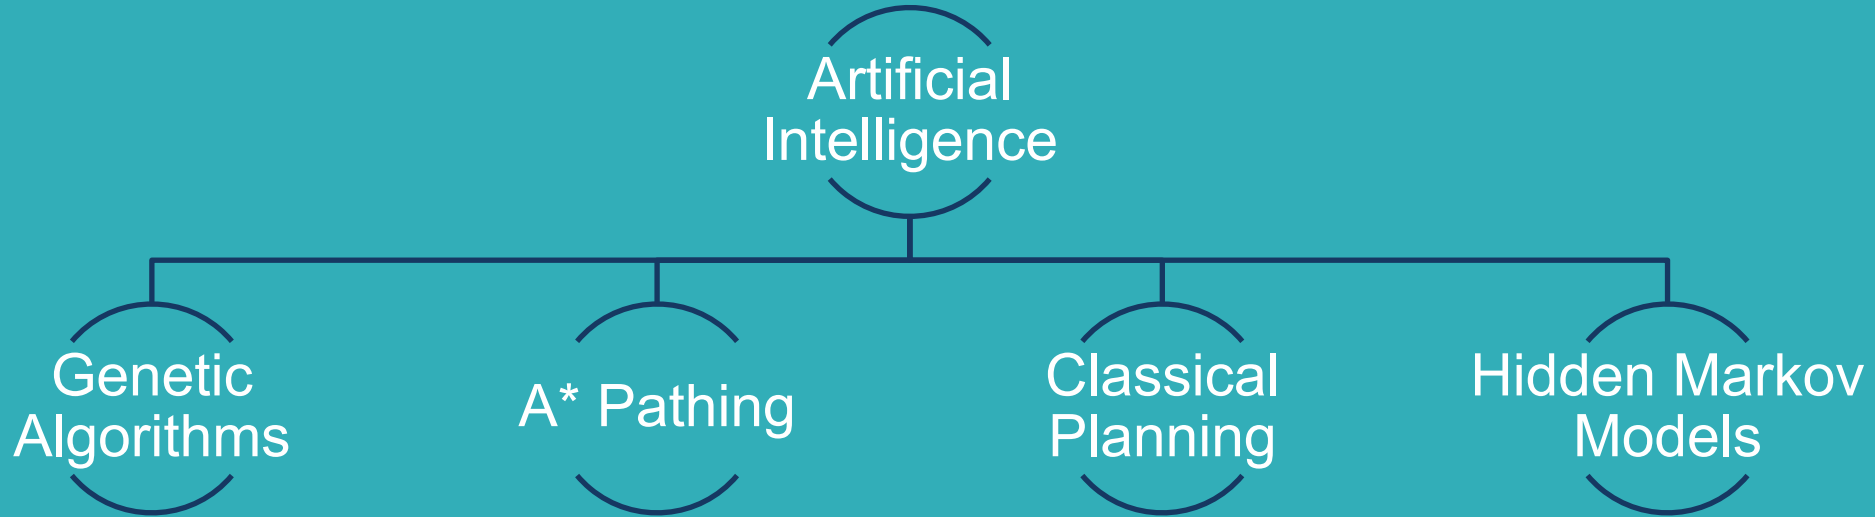 Artificial
Intelligence
Genetic
Algorithms
A* Pathing
Classical
Planning
Hidden Markov
Models